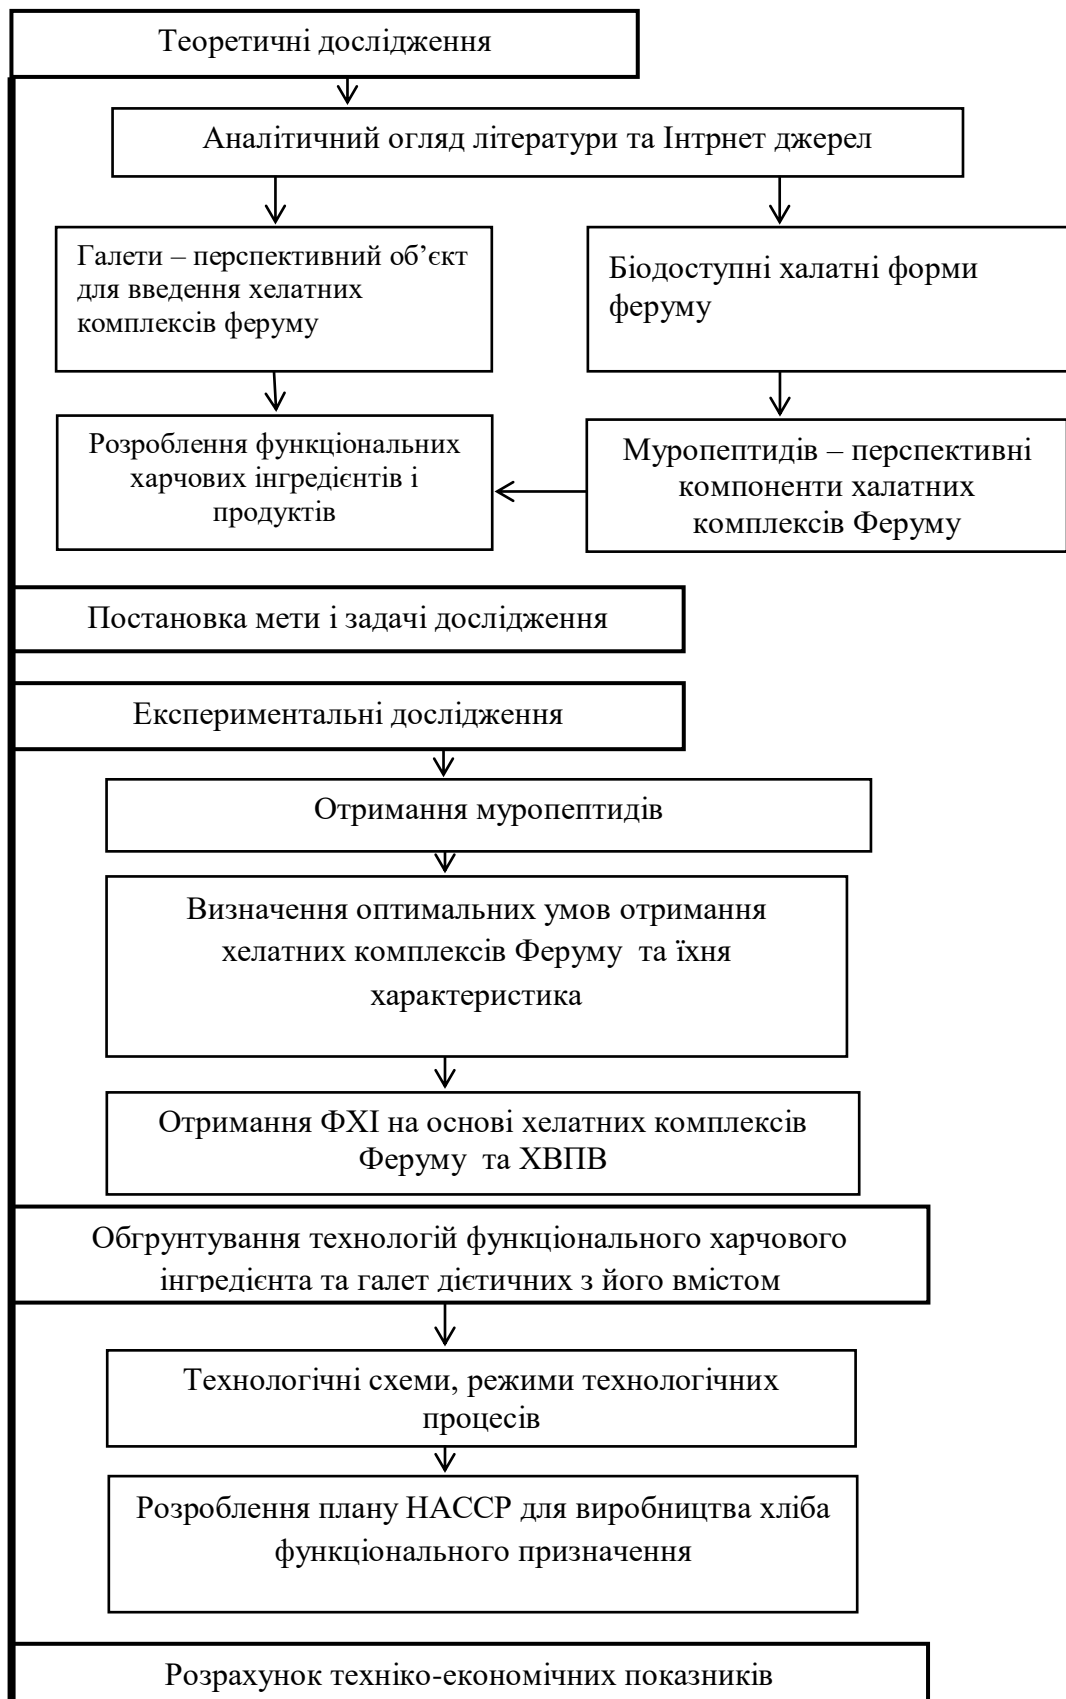 Теоретичні дослідження
Аналітичний огляд літератури та Інтрнет джерел
Галети – перспективний об’єкт
для введення хелатних
комплексів феруму
Біодоступні халатні форми
феруму
Розроблення функціональних
харчових інгредієнтів і
продуктів
Муропептидів – перспективні
компоненти халатних
комплексів Феруму
Постановка мети і задачі дослідження
Експериментальні дослідження
Отримання муропептидів
Визначення оптимальних умов отримання
хелатних комплексів Феруму та їхня
характеристика
Отримання ФХІ на основі хелатних комплексів
Феруму та ХВПВ
Обгрунтування технологій функціонального харчового
інгредієнта та галет дієтичних з його вмістом
Технологічні схеми, режими технологічних
процесів
Розроблення плану НАССР для виробництва хліба
функціонального призначення
Розрахунок техніко-економічних показників